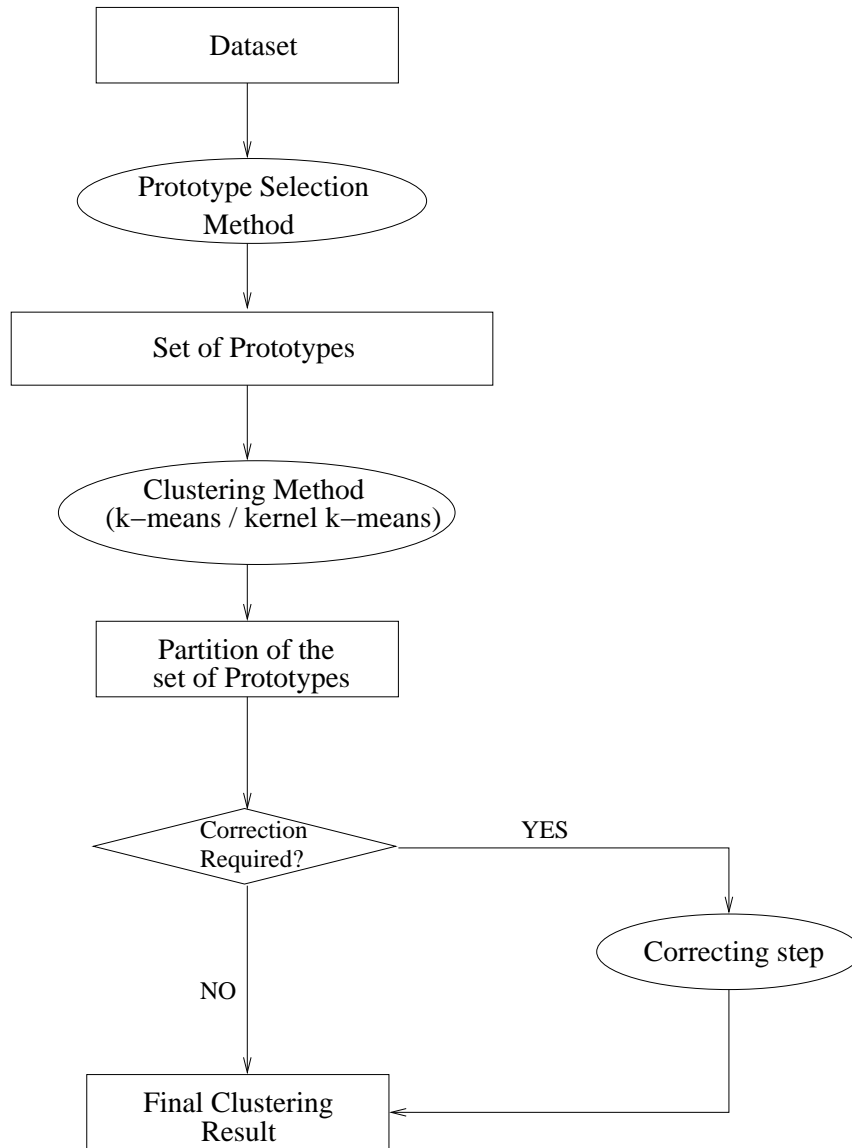 Dataset
Prototype Selection
Method
Set of Prototypes
Clustering Method
(k−means / kernel k−means)
Partition of the
set of Prototypes
Correction
Required?
YES
Correcting step
NO
Final Clustering
Result